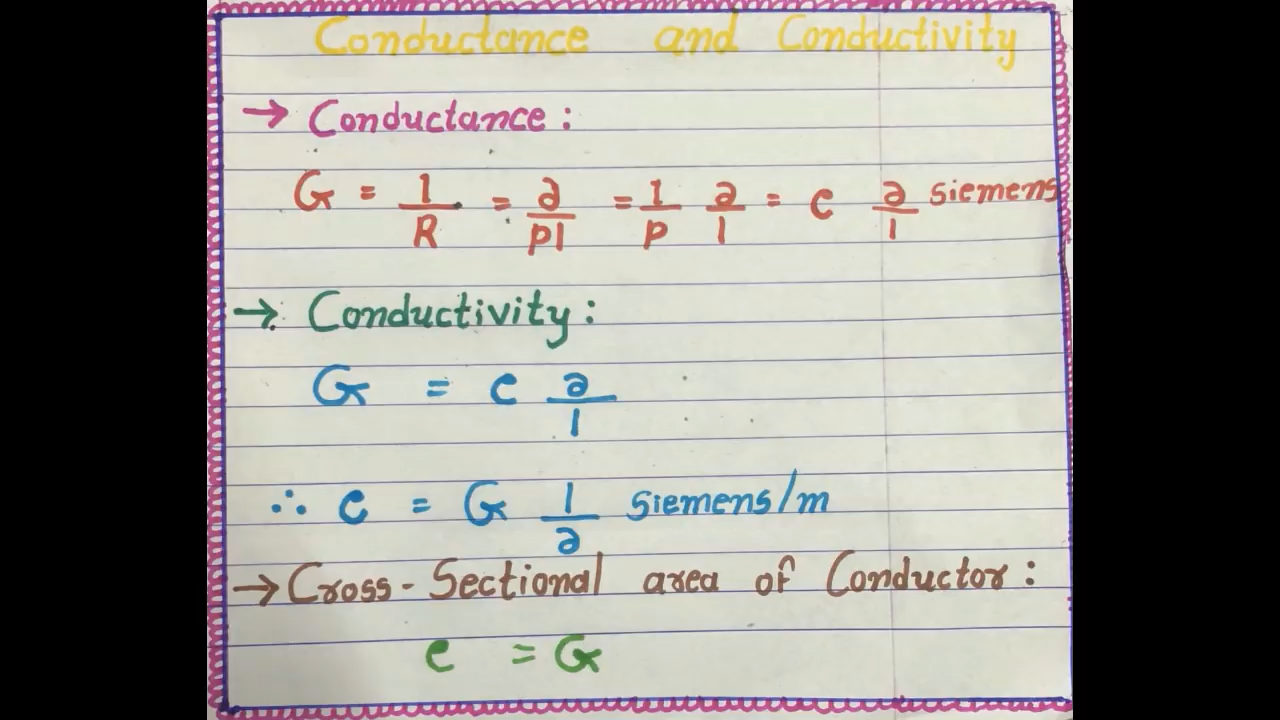 Conductance and Conductivity
→ Conductance:
G = 1/R = a/ρl = 1/ρ a/l = c a/l siemens
→ Conductivity:
G = c a/l
∴ c = G l/a siemens/m
→ Cross-Sectional area of Conductor:
c = G